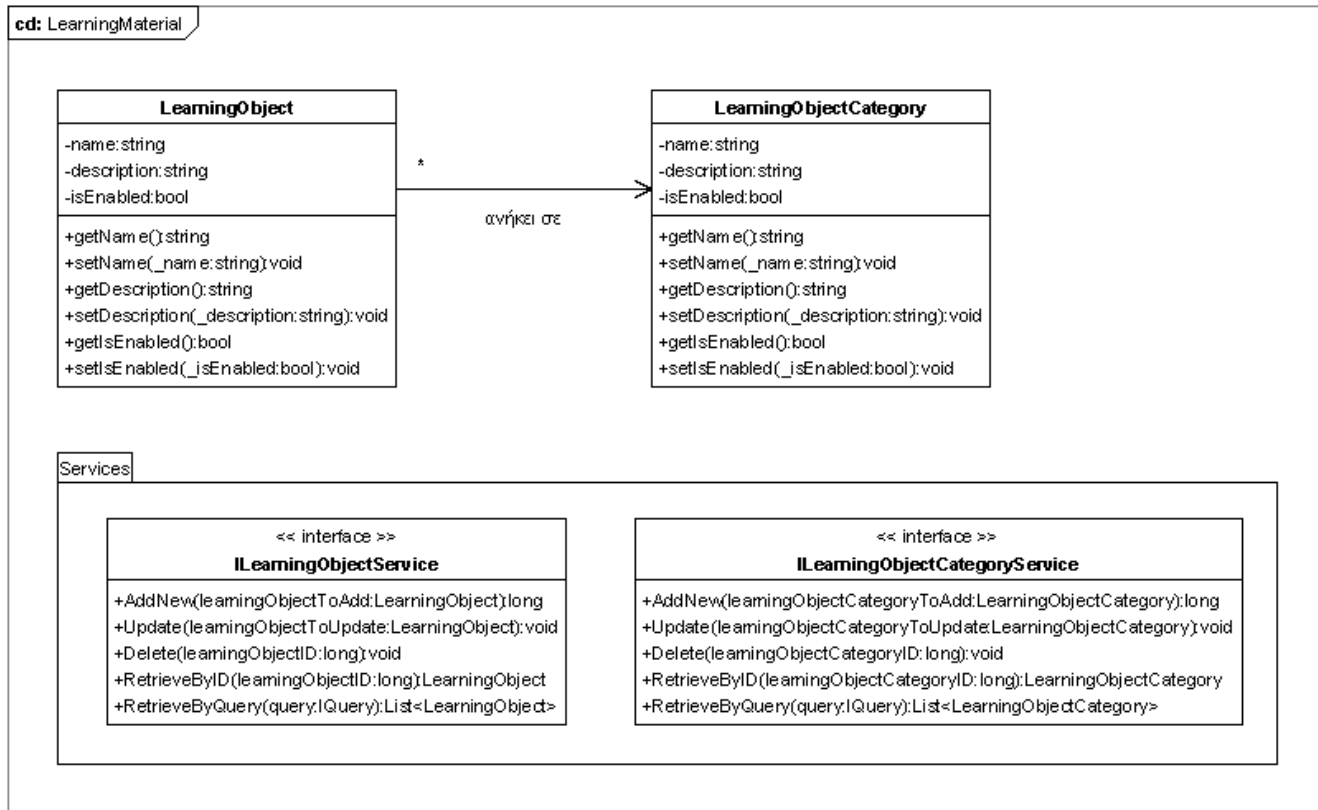 cd: LearningMaterial
LearningObject
-name:string
-description:string
-isEnabled:bool
+getName():string
+setName(_name:string):void
+getDescription():string
+setDescription(_description:string):void
+getIsEnabled():bool
+setIsEnabled(_isEnabled:bool):void
*
ανήκει σε
LearningObjectCategory
-name:string
-description:string
-isEnabled:bool
+getName():string
+setName(_name:string):void
+getDescription():string
+setDescription(_description:string):void
+getIsEnabled():bool
+setIsEnabled(_isEnabled:bool):void
Services
<< interface >>
ILearningObjectService
+AddNew(learningObjectToAdd:LearningObject):long
+Update(learningObjectToUpdate:LearningObject):void
+Delete(learningObjectID:long):void
+RetrieveByID(learningObjectID:long):LearningObject
+RetrieveByQuery(query:IQuery):List<LearningObject>
<< interface >>
ILearningObjectCategoryService
+AddNew(learningObjectCategoryToAdd:LearningObjectCategory):long
+Update(learningObjectCategoryToUpdate:LearningObjectCategory):void
+Delete(learningObjectCategoryID:long):void
+RetrieveByID(learningObjectCategoryID:long):LearningObjectCategory
+RetrieveByQuery(query:IQuery):List<LearningObjectCategory>